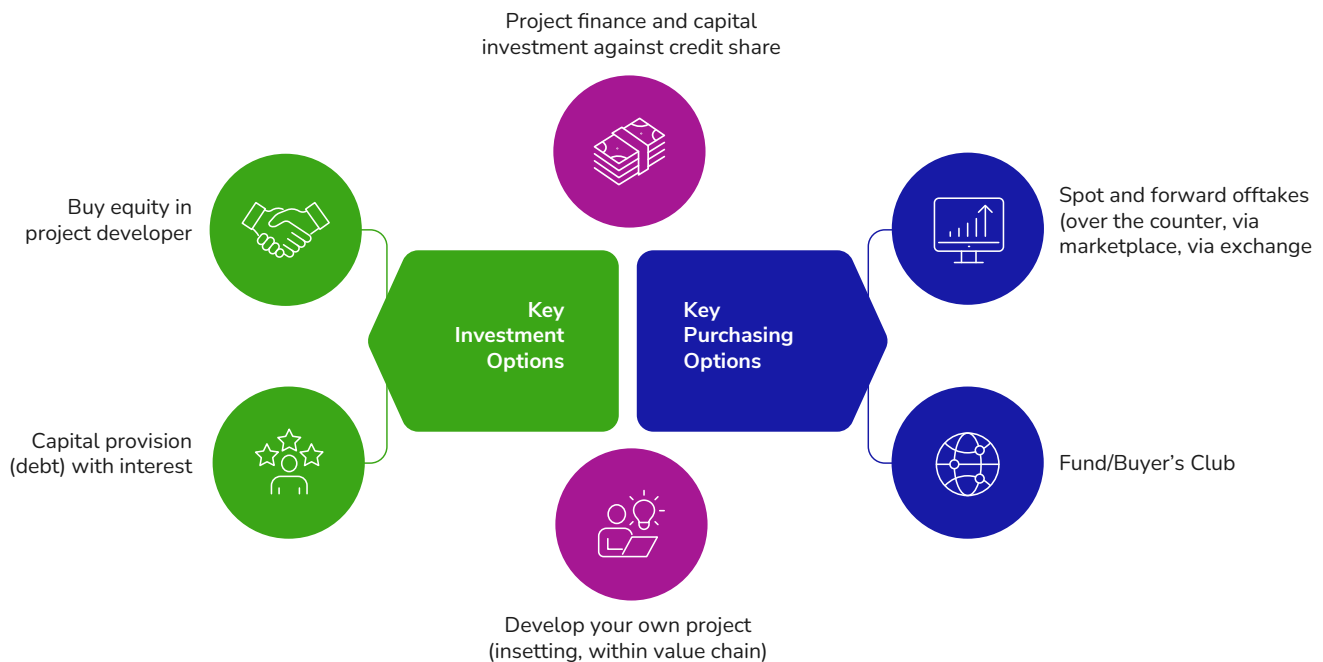 Project finance and capital
investment against credit share
Buy equity in
project developer
Spot and forward offtakes
(over the counter, via
marketplace, via exchange
Key
Investment
Options
Key
Purchasing
Options
Capital provision
(debt) with interest
Fund/Buyer’s Club
Develop your own project
(insetting, within value chain)